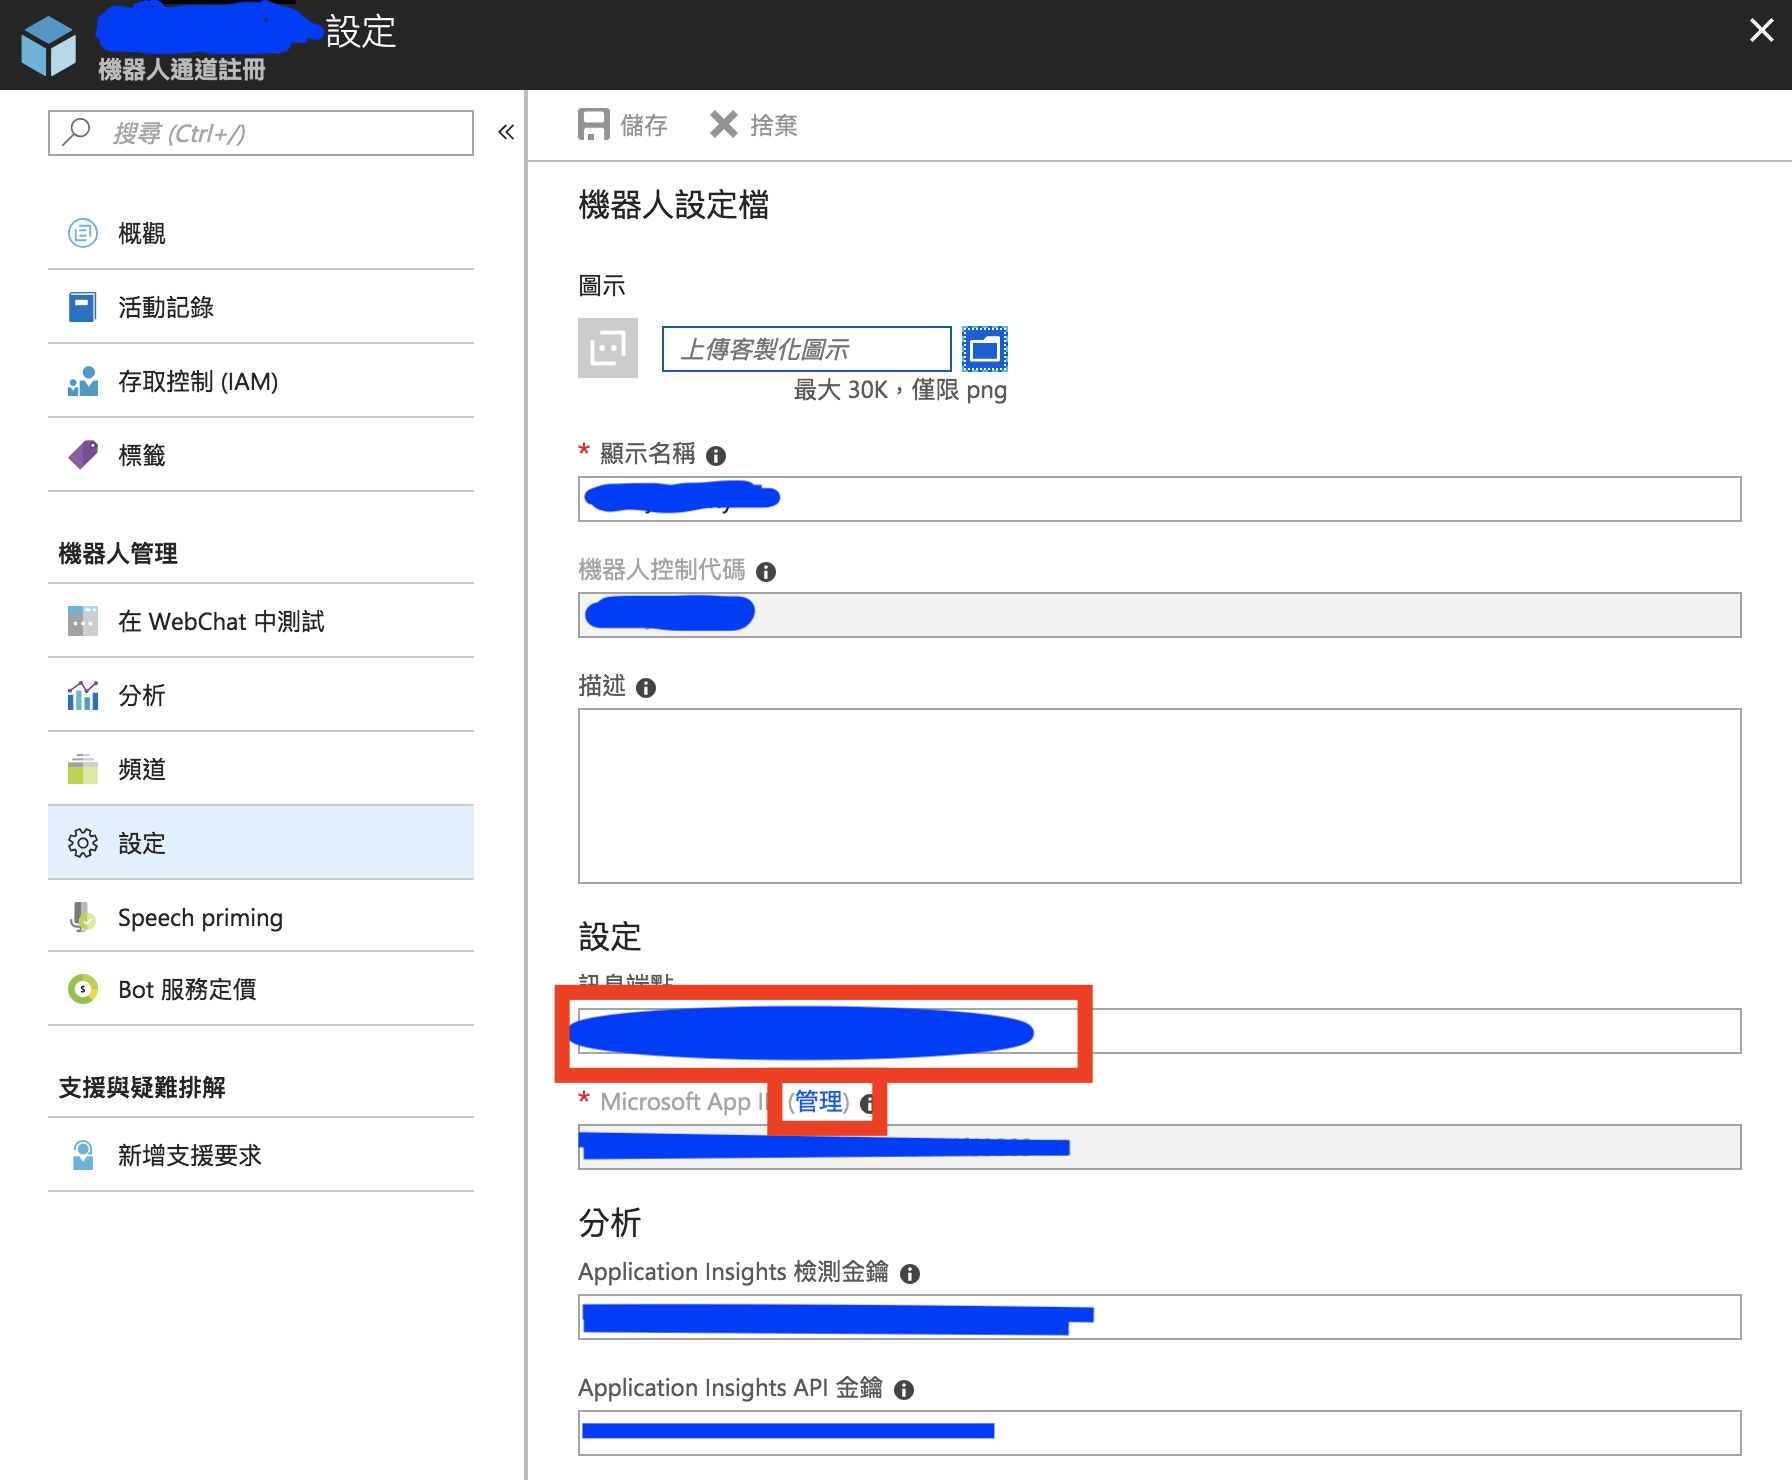 設定
機器人通道註冊
搜尋 (Ctrl+/)
概觀
活動記錄
存取控制 (IAM)
標籤
機器人管理
在 WebChat 中測試
分析
頻道
設定
Speech priming
Bot 服務定價
支援與疑難排解
新增支援要求
儲存 捨棄
機器人設定檔
圖示
上傳客製化圖示
最大 30K，僅限 png
* 顯示名稱
機器人控制代碼
描述
設定
訊息端點
* Microsoft App I (管理)
分析
Application Insights 檢測金鑰
Application Insights API 金鑰